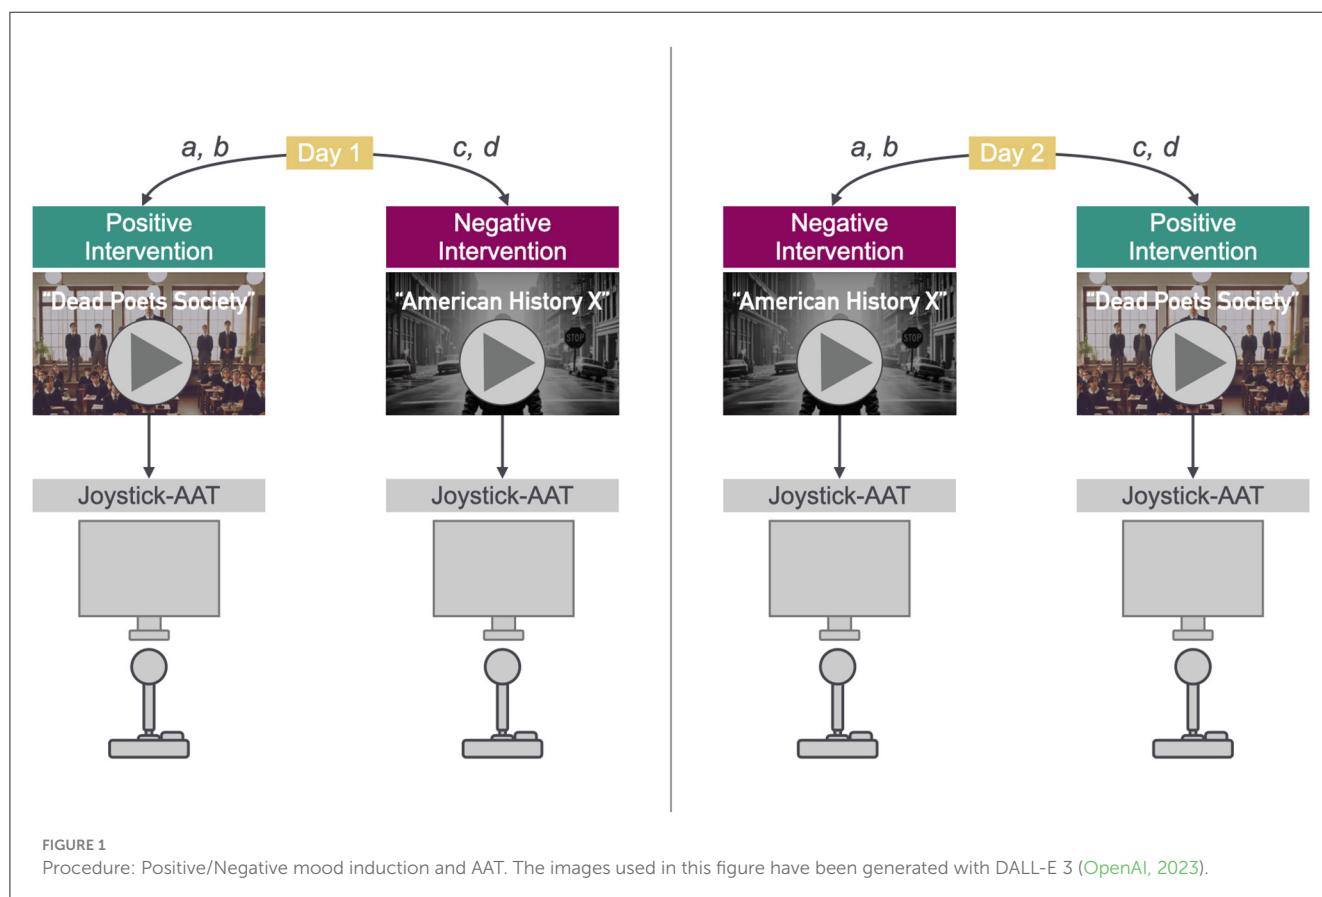 a, b
Day 1
c, d
Positive
Intervention
Negative
Intervention
“Dead Poets Society”
“American History X”
STOP
Joystick-AAT
Joystick-AAT
a, b
Day 2
c, d
Negative
Intervention
Positive
Intervention
“American History X”
STOP
“Dead Poets Society”
Joystick-AAT
Joystick-AAT
FIGURE 1
Procedure: Positive/Negative mood induction and AAT. The images used in this figure have been generated with DALL-E 3 (OpenAI, 2023).